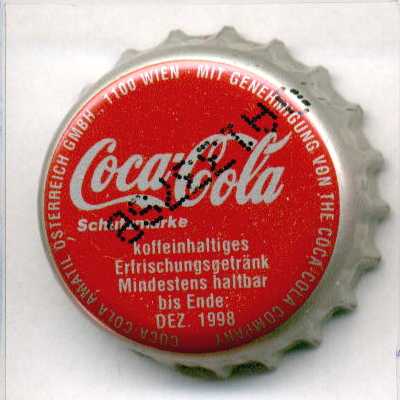 COCA-COLA AMATIL ÖSTERREICH GMBH., 1100 WIEN MIT GENEHMIGUNG VON THE COCA-COLA COMPANY
Coca-Cola
Schutzmarke
koffeinhaltiges
Erfrischungsgetränk
Mindestens haltbar
bis Ende:
DEZ. 1998